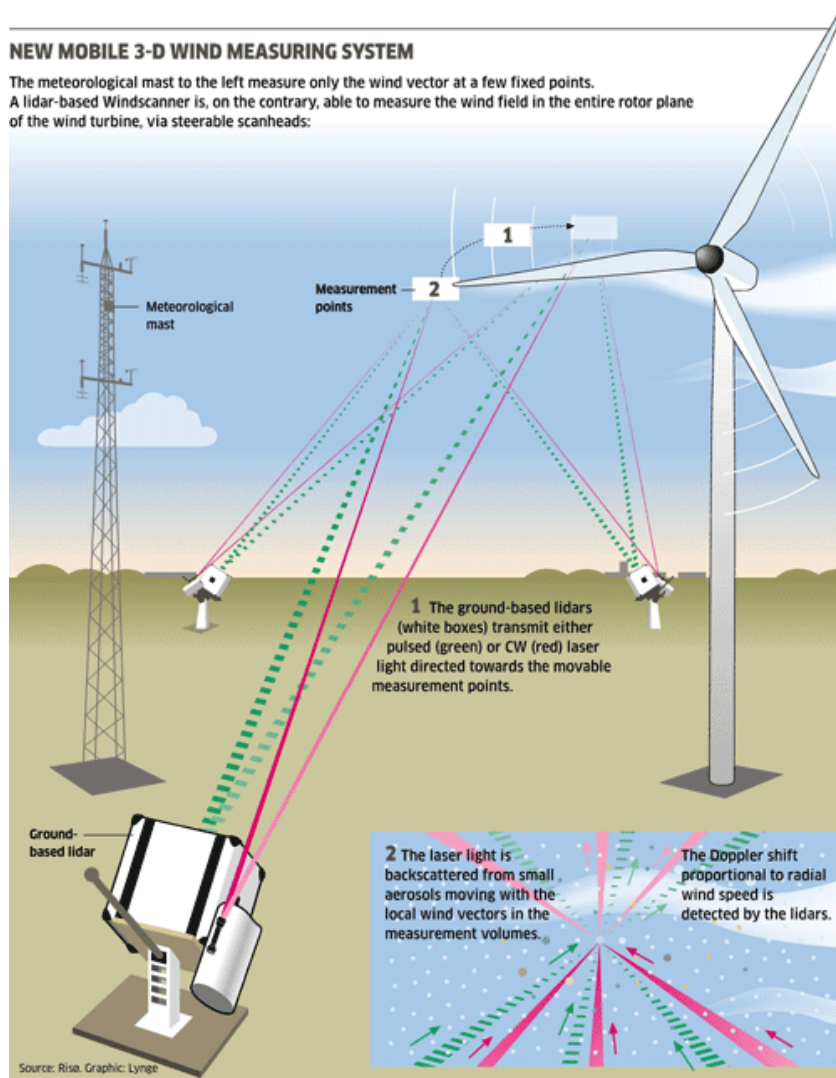 NEW MOBILE 3-D WIND MEASURING SYSTEM
The meteorological mast to the left measure only the wind vector at a few fixed points.
A lidar-based Windscanner is, on the contrary, able to measure the wind field in the entire rotor plane
of the wind turbine, via steerable scanheads:
1
Measurement
points
2
Meteorological
mast
1 The ground-based lidars
(white boxes) transmit either
pulsed (green) or CW (red) laser
light directed towards the movable
measurement points.
Ground-
based lidar
2 The laser light is
backscattered from small
aerosols moving with the
local wind vectors in the
measurement volumes.
The Doppler shift
proportional to radial
wind speed is
detected by the lidars.
Source: Risø. Graphic: Lynge